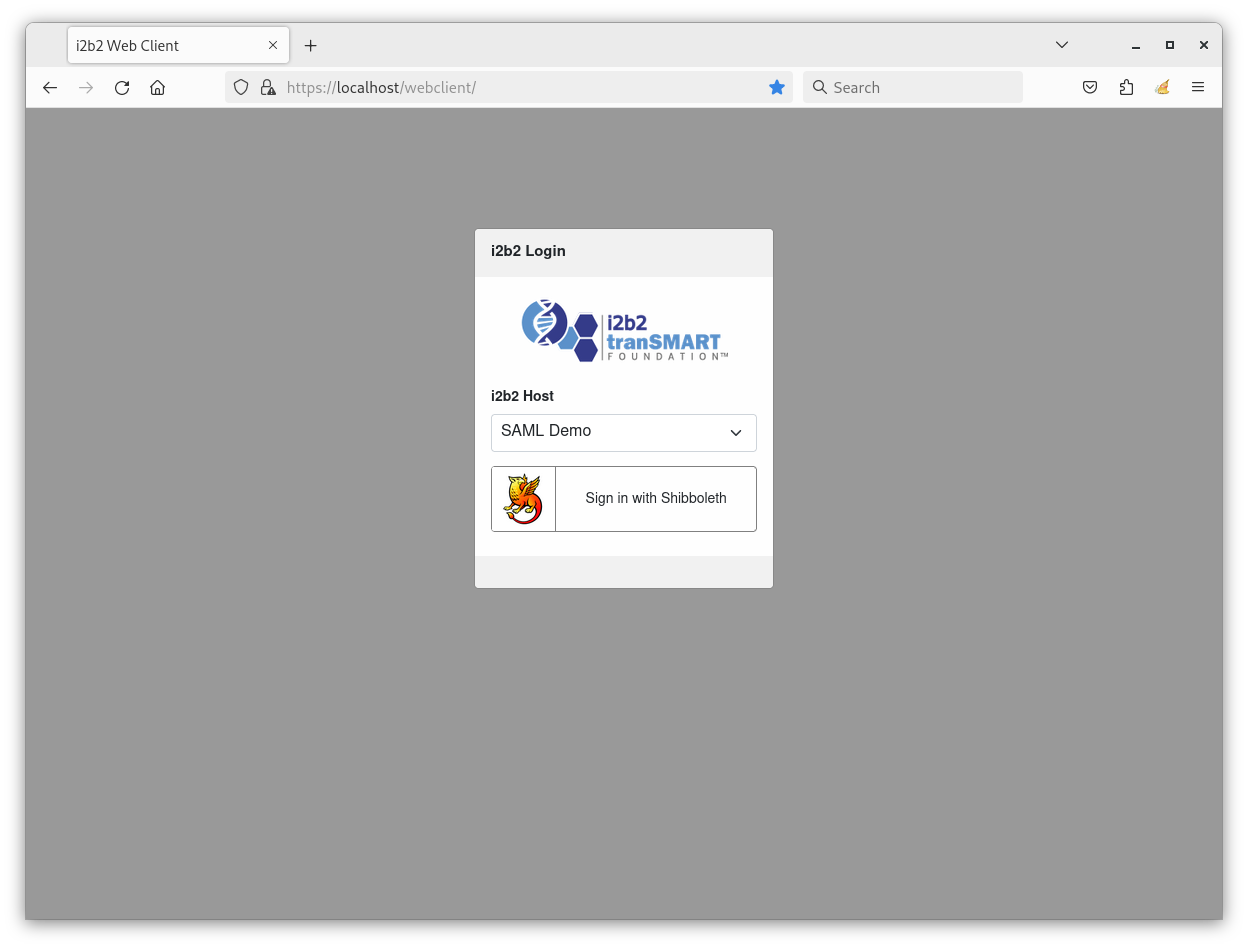 i2b2 Web Client
https://localhost/webclient/
Search
i2b2 Login
i2b2
tranSMART
FOUNDATION™
i2b2 Host
SAML Demo
Sign in with Shibboleth